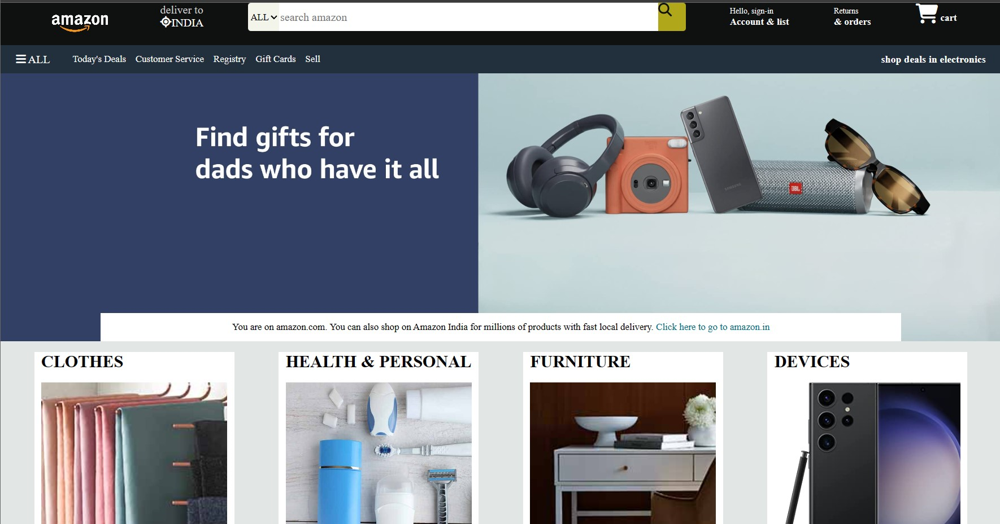 amazon
deliver to
INDIA
ALL
search amazon
Hello, sign-in
Account & list
Returns
& orders
cart
ALL
Today's Deals
Customer Service
Registry
Gift Cards
Sell
shop deals in electronics
Find gifts for
dads who have it all
SAMSUNG
JBL
You are on amazon.com. You can also shop on Amazon India for millions of products with fast local delivery. Click here to go to amazon.in
CLOTHES
HEALTH & PERSONAL
FURNITURE
DEVICES